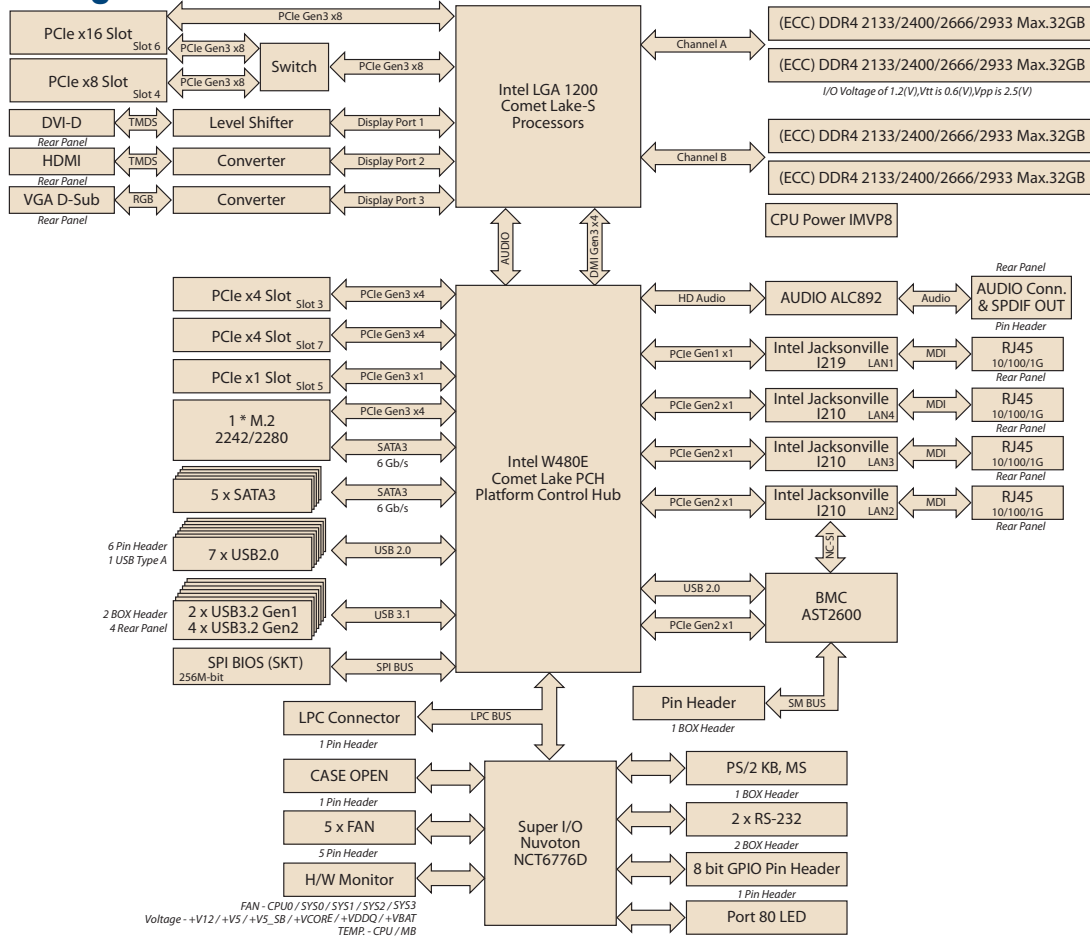 PCIe x16 Slot
Slot 6
PCIe Gen3 x8
PCIe Gen3 x8
Switch
PCIe Gen3 x8
PCIe x8 Slot
Slot 4
PCIe Gen3 x8
DVI-D
Rear Panel
TMDS
Level Shifter
Display Port 1
HDMI
Rear Panel
TMDS
Converter
Display Port 2
VGA D-Sub
Rear Panel
RGB
Converter
Display Port 3
Intel LGA 1200
Comet Lake-S
Processors
Channel A
(ECC) DDR4 2133/2400/2666/2933 Max.32GB
(ECC) DDR4 2133/2400/2666/2933 Max.32GB
I/O Voltage of 1.2(V),Vtt is 0.6(V),Vpp is 2.5(V)
Channel B
(ECC) DDR4 2133/2400/2666/2933 Max.32GB
(ECC) DDR4 2133/2400/2666/2933 Max.32GB
CPU Power IMVP8
AUDIO
DMI Gen3 x4
PCIe x4 Slot
Slot 3
PCIe Gen3 x4
PCIe x4 Slot
Slot 7
PCIe Gen3 x4
PCIe x1 Slot
Slot 5
PCIe Gen3 x1
1 * M.2
2242/2280
PCIe Gen3 x4
SATA3
6 Gb/s
5 x SATA3
SATA3
6 Gb/s
6 Pin Header
1 USB Type A
7 x USB2.0
USB 2.0
2 BOX Header
4 Rear Panel
2 x USB3.2 Gen1
4 x USB3.2 Gen2
USB 3.1
SPI BIOS (SKT)
256M-bit
SPI BUS
Intel W480E
Comet Lake PCH
Platform Control Hub
HD Audio
AUDIO ALC892
Audio
Rear Panel
AUDIO Conn.
& SPDIF OUT
Pin Header
PCIe Gen1 x1
Intel Jacksonville
I219
LAN1
MDI
RJ45
10/100/1G
Rear Panel
PCIe Gen2 x1
Intel Jacksonville
I210
LAN4
MDI
RJ45
10/100/1G
Rear Panel
PCIe Gen2 x1
Intel Jacksonville
I210
LAN3
MDI
RJ45
10/100/1G
Rear Panel
PCIe Gen2 x1
Intel Jacksonville
I210
LAN2
MDI
RJ45
10/100/1G
Rear Panel
NC-SI
USB 2.0
PCIe Gen2 x1
BMC
AST2600
Pin Header
1 BOX Header
SM BUS
LPC Connector
1 Pin Header
LPC BUS
CASE OPEN
1 Pin Header
5 x FAN
5 Pin Header
H/W Monitor
FAN - CPU0 / SYS0 / SYS1 / SYS2 / SYS3
Voltage - +V12 / +V5 / +V5_SB / +VCORE / +VDDQ / +VBAT
TEMP. - CPU / MB
Super I/O
Nuvoton
NCT6776D
PS/2 KB, MS
1 BOX Header
2 x RS-232
2 BOX Header
8 bit GPIO Pin Header
1 Pin Header
Port 80 LED